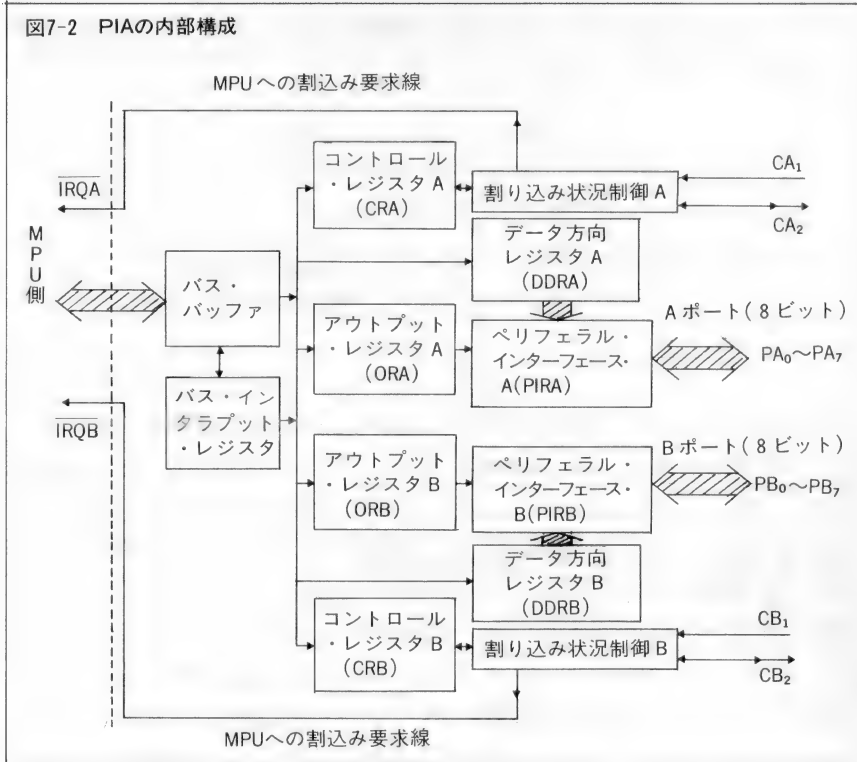 図7-2 PIAの内部構成
MPUへの割込み要求線
IRQA
MPU側
バス・
バッファ
バス・イン
タラプット
・レジスタ
IRQB
コントロール
・レジスタA
(CRA)
割り込み状況制御A
CA₁
CA₂
データ方向
レジスタA
(DDRA)
アウトプット
・レジスタA
(ORA)
ペリフェラル・
インターフェース・
A(PIRA)
Aポート(8ビット)
PA₀〜PA₇
アウトプット
・レジスタB
(ORB)
ペリフェラル・
インターフェース・
B(PIRB)
Bポート(8ビット)
PB₀〜PB₇
データ方向
レジスタB
(DDRB)
コントロール
・レジスタB
(CRB)
割り込み状況制御B
CB₁
CB₂
MPUへの割込み要求線